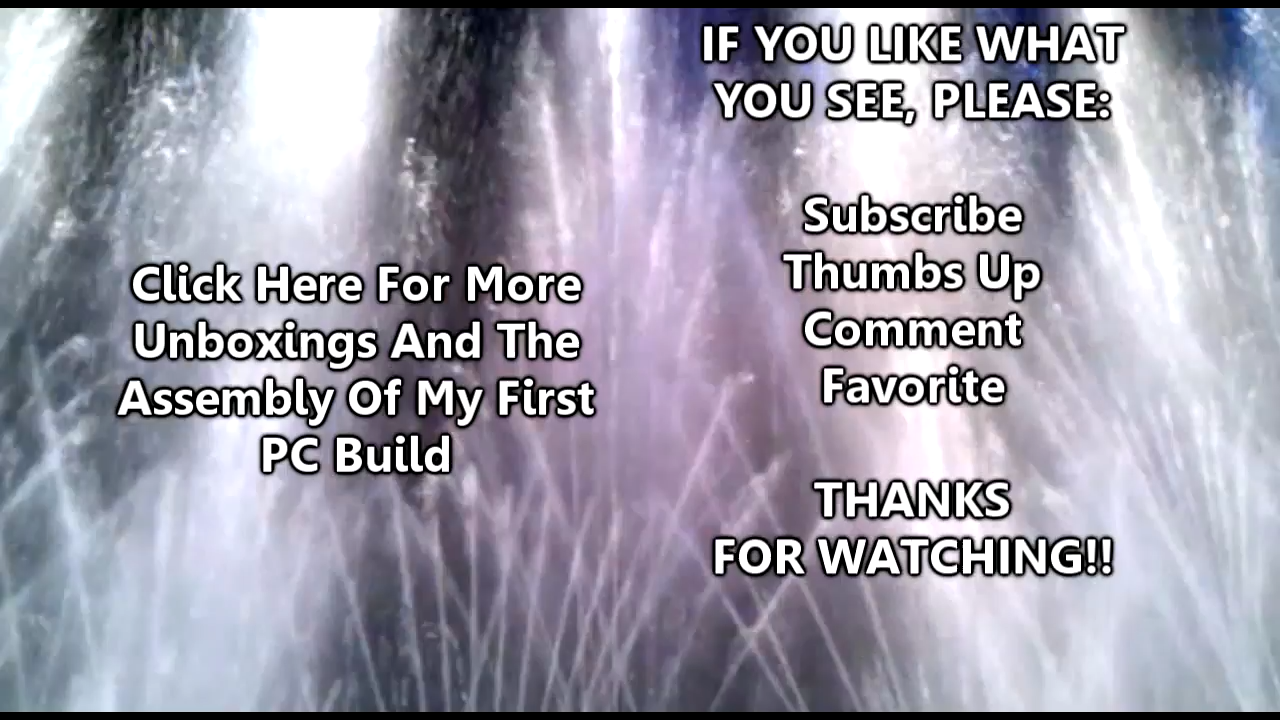 Click Here For More
Unboxings And The
Assembly Of My First
PC Build
IF YOU LIKE WHAT
YOU SEE, PLEASE:
Subscribe
Thumbs Up
Comment
Favorite
THANKS
FOR WATCHING!!